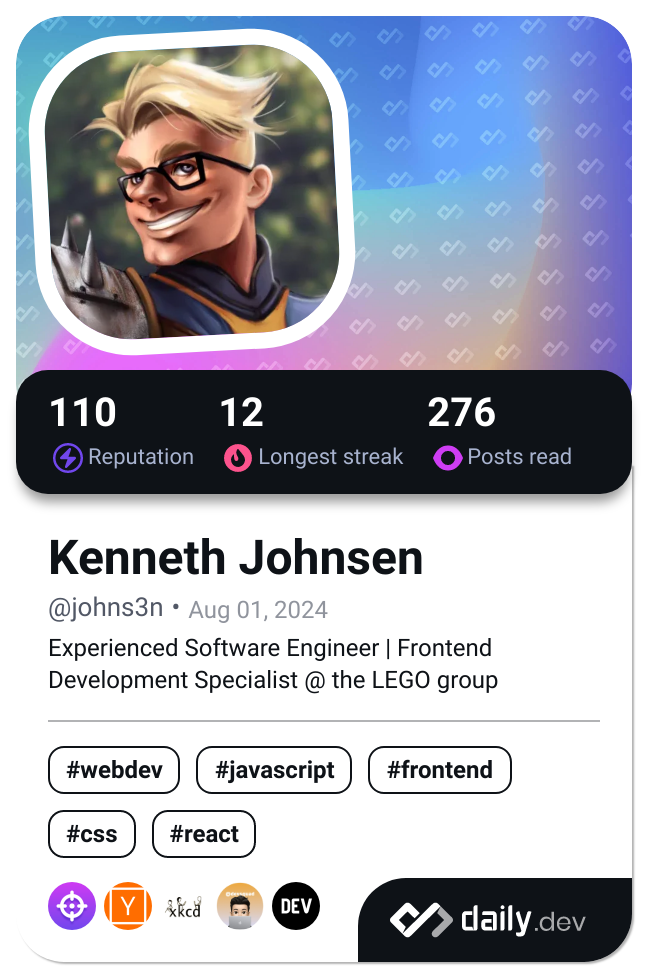 110 12 276
Reputation Longest streak Posts read
Kenneth Johnsen
@johns3n • Aug 01, 2024
Experienced Software Engineer | Frontend
Development Specialist @ the LEGO group
#webdev #javascript #frontend
#css #react
Y xkcd DEV
daily.dev